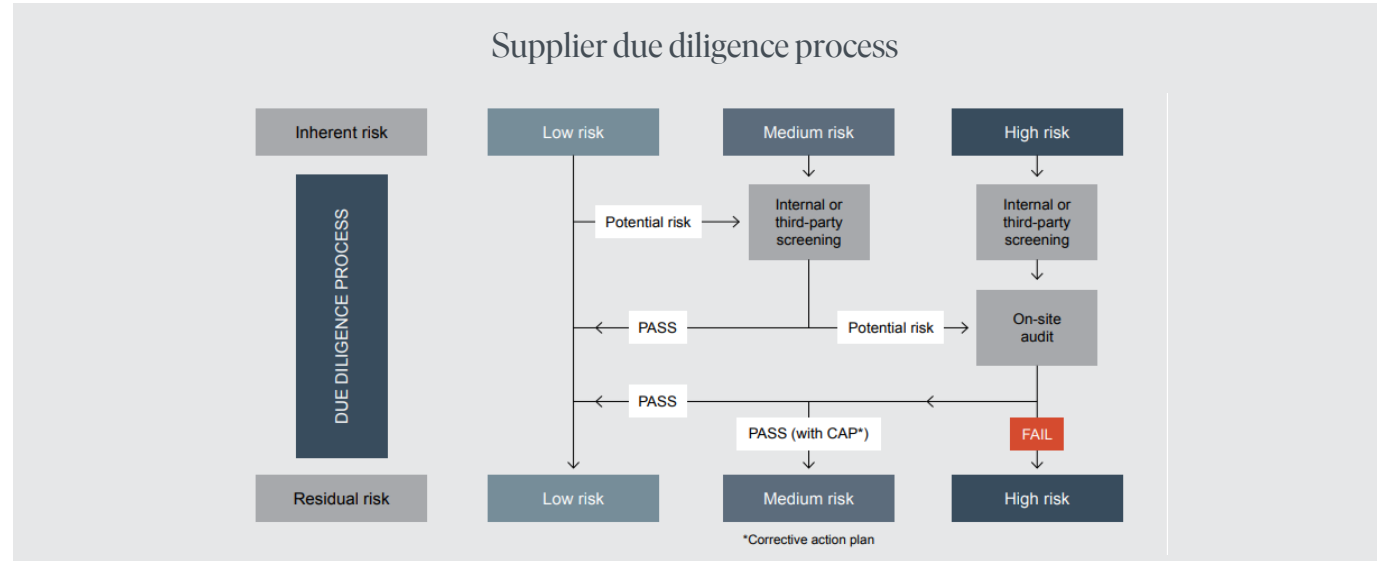 Supplier due diligence process
Inherent risk
Low risk
Medium risk
High risk
DUE DILIGENCE PROCESS
Potential risk
Internal or
third-party
screening
Internal or
third-party
screening
PASS
Potential risk
On-site
audit
PASS
PASS (with CAP*)
FAIL
Residual risk
Low risk
Medium risk
High risk
*Corrective action plan